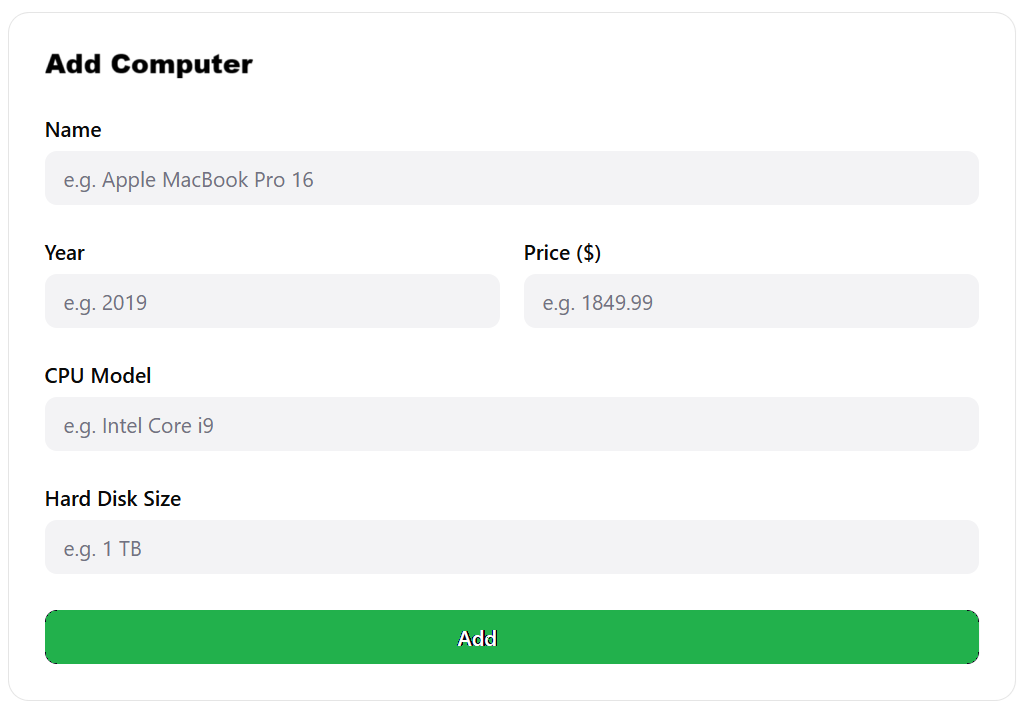 Add Computer
Name
e.g. Apple MacBook Pro 16
Year
Price ($)
e.g. 2019
e.g. 1849.99
CPU Model
e.g. Intel Core i9
Hard Disk Size
e.g. 1 TB
Add